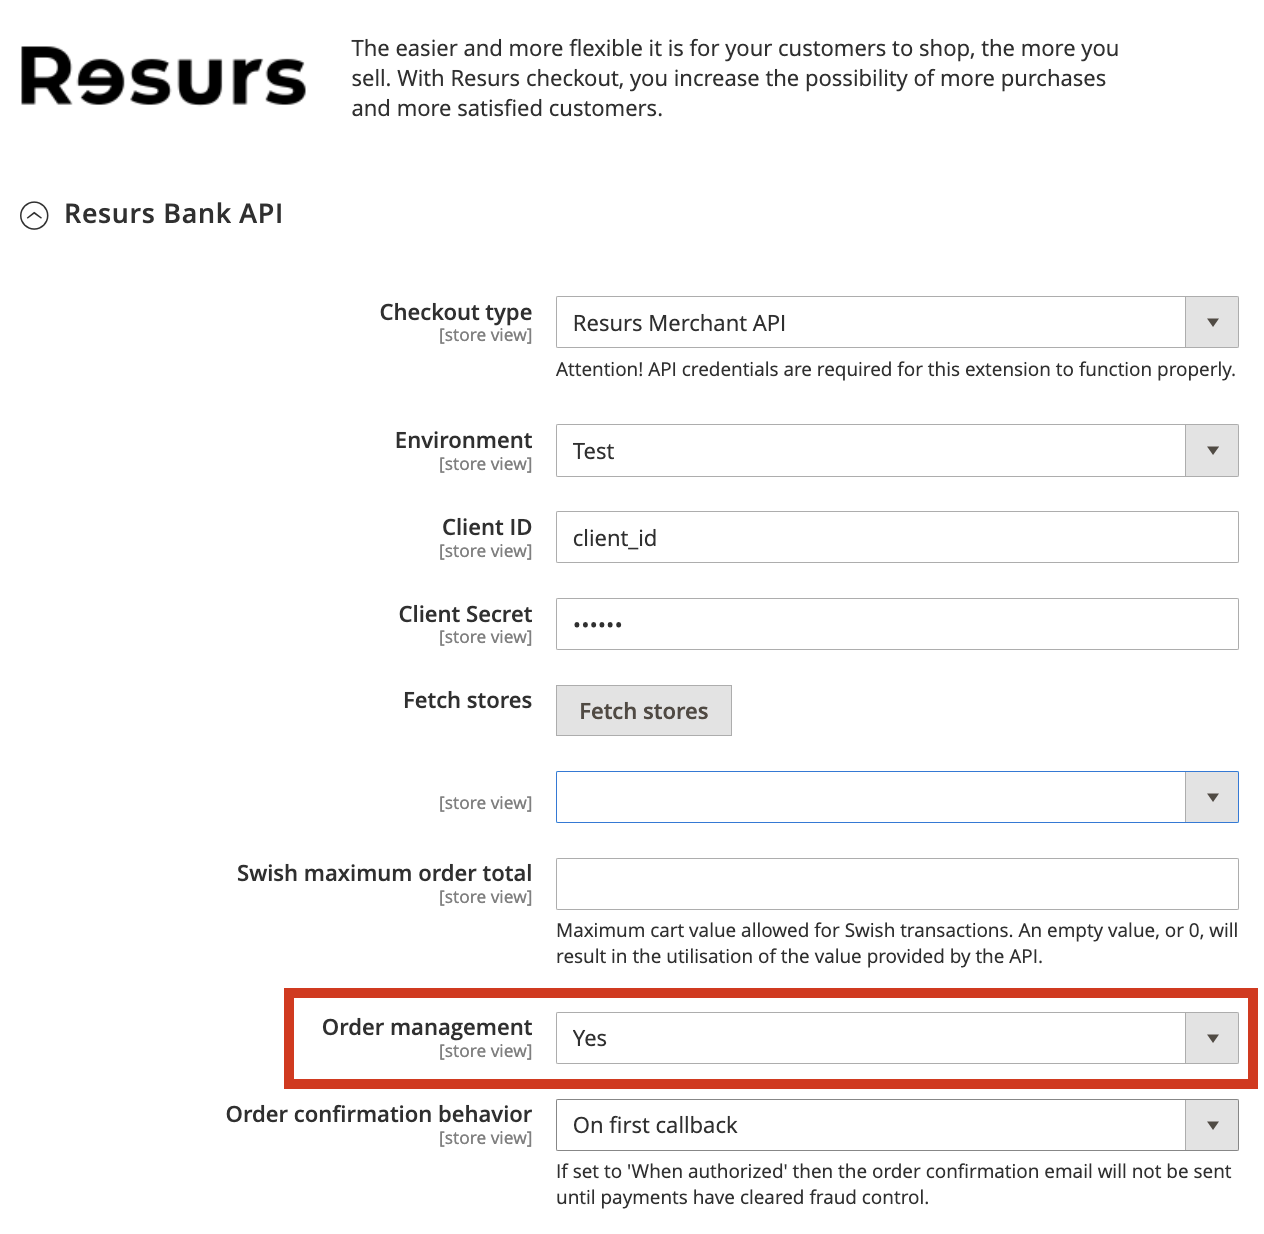 Resurs
The easier and more flexible it is for your customers to shop, the more you
sell. With Resurs checkout, you increase the possibility of more purchases
and more satisfied customers.
Resurs Bank API
Checkout type
[store view]
Resurs Merchant API
Attention! API credentials are required for this extension to function properly.
Environment
[store view]
Test
Client ID
[store view]
client_id
Client Secret
[store view]
••••••
Fetch stores
Fetch stores
[store view]
Swish maximum order total
[store view]
Maximum cart value allowed for Swish transactions. An empty value, or 0, will
result in the utilisation of the value provided by the API.
Order management
[store view]
Yes
Order confirmation behavior
[store view]
On first callback
If set to 'When authorized' then the order confirmation email will not be sent
until payments have cleared fraud control.